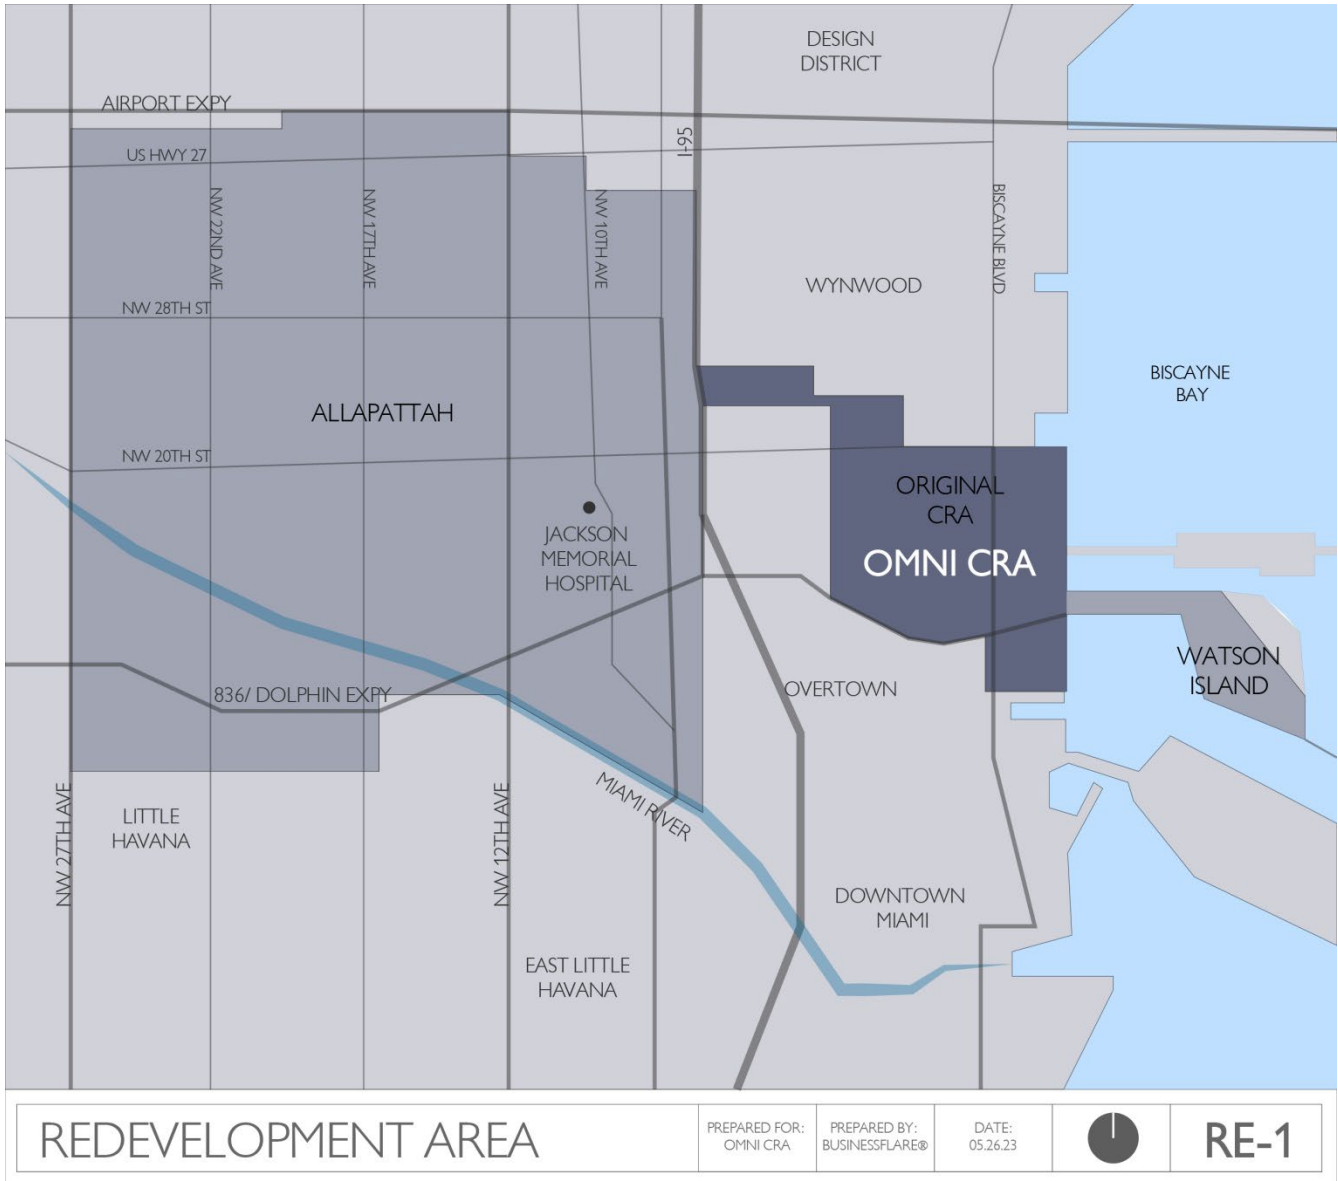 DESIGN
DISTRICT
AIRPORT EXPY
US HWY 27
I-95
NW 22ND AVE
NW 17TH AVE
NW 10TH AVE
BISCAYNE BLVD
WYNWOOD
NW 28TH ST
BISCAYNE
BAY
ALLAPATTAH
NW 20TH ST
ORIGINAL
CRA
OMNI CRA
JACKSON
MEMORIAL
HOSPITAL
WATSON
ISLAND
836/ DOLPHIN EXPY
OVERTOWN
MIAMI RIVER
NW 27TH AVE
LITTLE
HAVANA
NW 12TH AVE
DOWNTOWN
MIAMI
EAST LITTLE
HAVANA
REDEVELOPMENT AREA
PREPARED FOR:
OMNI CRA
PREPARED BY:
BUSINESSFLARE®
DATE:
05.26.23
RE-1